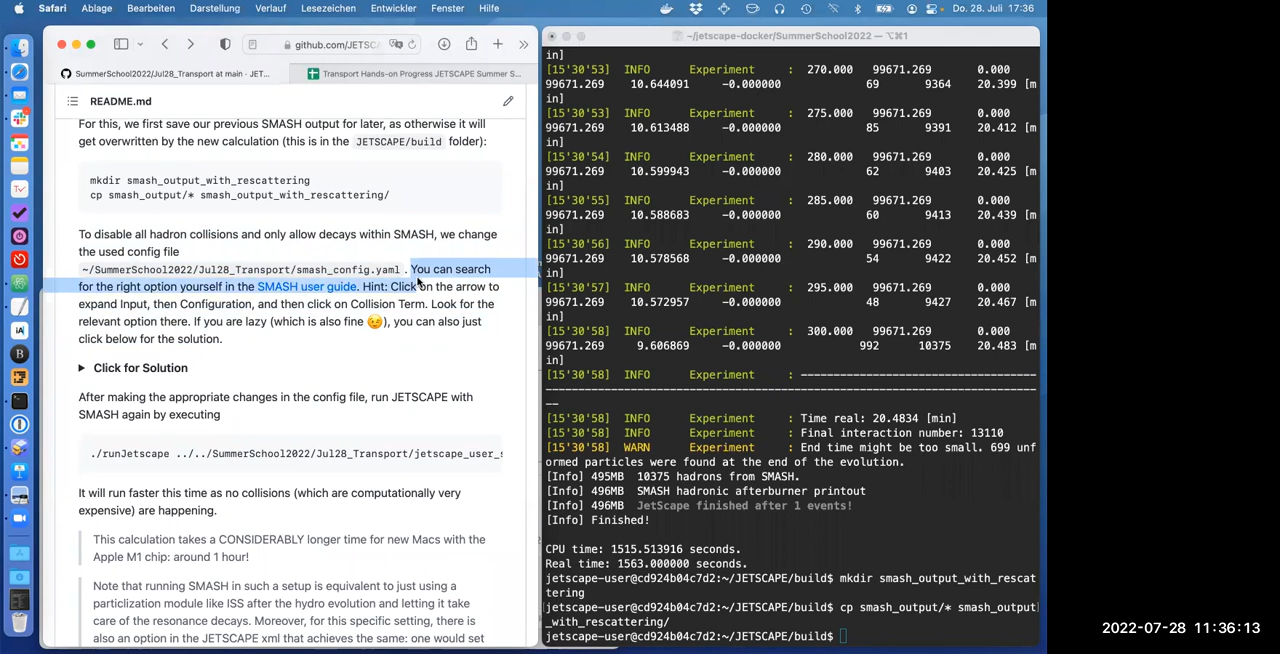 Safari Ablage Bearbeiten Darstellung Verlauf Lesezeichen Entwickler Fenster Hilfe Do. 28. Juli 17:36
github.com/JETSCA
SummerSchool2022/Jul28_Transport at main · JET...
Transport Hands-on Progress JETSCAPE Summer S...
README.md
For this, we first save our previous SMASH output for later, as otherwise it will
get overwritten by the new calculation (this is in the JETSCAPE/build folder):
mkdir smash_output_with_rescattering
cp smash_output/* smash_output_with_rescattering/
To disable all hadron collisions and only allow decays within SMASH, we change
the used config file
~/SummerSchool2022/Jul28_Transport/smash_config.yaml . You can search
for the right option yourself in the SMASH user guide. Hint: Click on the arrow to
expand Input, then Configuration, and then click on Collision Term. Look for the
relevant option there. If you are lazy (which is also fine 😉), you can also just
click below for the solution.
Click for Solution
After making the appropriate changes in the config file, run JETSCAPE with
SMASH again by executing
./runJetscape ../../SummerSchool2022/Jul28_Transport/jetscape_user_s
It will run faster this time as no collisions (which are computationally very
expensive) are happening.
This calculation takes a CONSIDERABLY longer time for new Macs with the
Apple M1 chip: around 1 hour!
Note that running SMASH in such a setup is equivalent to just using a
particlization module like ISS after the hydro evolution and letting it take
care of the resonance decays. Moreover, for this specific setting, there is
also an option in the JETSCAPE xml that achieves the same: one would set
~/jetscape-docker/SummerSchool2022 — ⌥⌘1
in]
[15'30'53] INFO Experiment : 270.000 99671.269 0.000
99671.269 10.644091 -0.000000 69 9364 20.399 [m
in]
[15'30'53] INFO Experiment : 275.000 99671.269 0.000
99671.269 10.613488 -0.000000 85 9391 20.412 [m
in]
[15'30'54] INFO Experiment : 280.000 99671.269 0.000
99671.269 10.599943 -0.000000 62 9403 20.425 [m
in]
[15'30'55] INFO Experiment : 285.000 99671.269 0.000
99671.269 10.588683 -0.000000 60 9413 20.439 [m
in]
[15'30'56] INFO Experiment : 290.000 99671.269 0.000
99671.269 10.578568 -0.000000 54 9422 20.452 [m
in]
[15'30'57] INFO Experiment : 295.000 99671.269 0.000
99671.269 10.572957 -0.000000 48 9427 20.467 [m
in]
[15'30'58] INFO Experiment : 300.000 99671.269 0.000
99671.269 9.606869 -0.000000 992 10375 20.483 [m
in]
[15'30'58] INFO Experiment : ------------------------------------
--------------------------------------------------------------------------
--
[15'30'58] INFO Experiment : Time real: 20.4834 [min]
[15'30'58] INFO Experiment : Final interaction number: 13110
[15'30'58] WARN Experiment : End time might be too small. 699 unf
ormed particles were found at the end of the evolution.
[Info] 495MB 10375 hadrons from SMASH.
[Info] 496MB SMASH hadronic afterburner printout
[Info] 496MB JetScape finished after 1 events!
[Info] Finished!
CPU time: 1515.513916 seconds.
Real time: 1563.000000 seconds.
jetscape-user@cd924b04c7d2:~/JETSCAPE/build$ mkdir smash_output_with_rescat
tering
jetscape-user@cd924b04c7d2:~/JETSCAPE/build$ cp smash_output/* smash_output
_with_rescattering/
jetscape-user@cd924b04c7d2:~/JETSCAPE/build$
2022-07-28 11:36:13